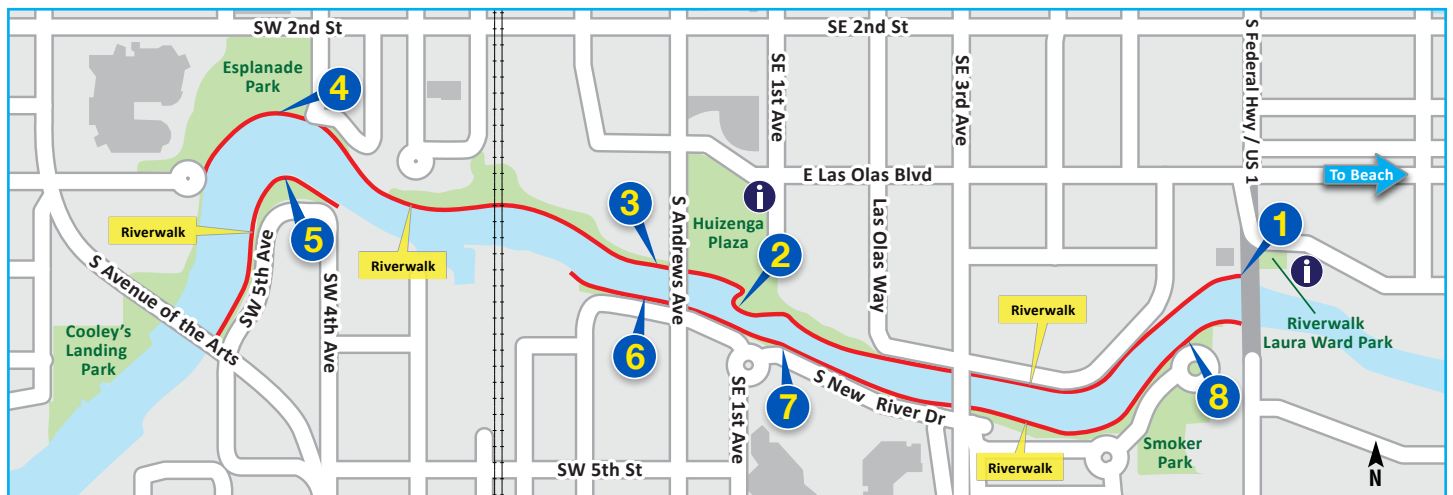 SW 2nd St
SE 2nd St
S Federal Hwy / US 1
Esplanade
Park
4
SE 1st Ave
SE 3rd Ave
E Las Olas Blvd
To Beach
i
3
S Andrews Ave
Huizenga
Plaza
Las Olas Way
1
Riverwalk
5
Riverwalk
2
i
SW 5th Ave
S Avenue of the Arts
SW 4th Ave
Riverwalk
Riverwalk
Laura Ward Park
Cooley's
Landing
Park
6
7
S New River Dr
8
SE 1st Ave
Smoker
Park
Riverwalk
SW 5th St
N